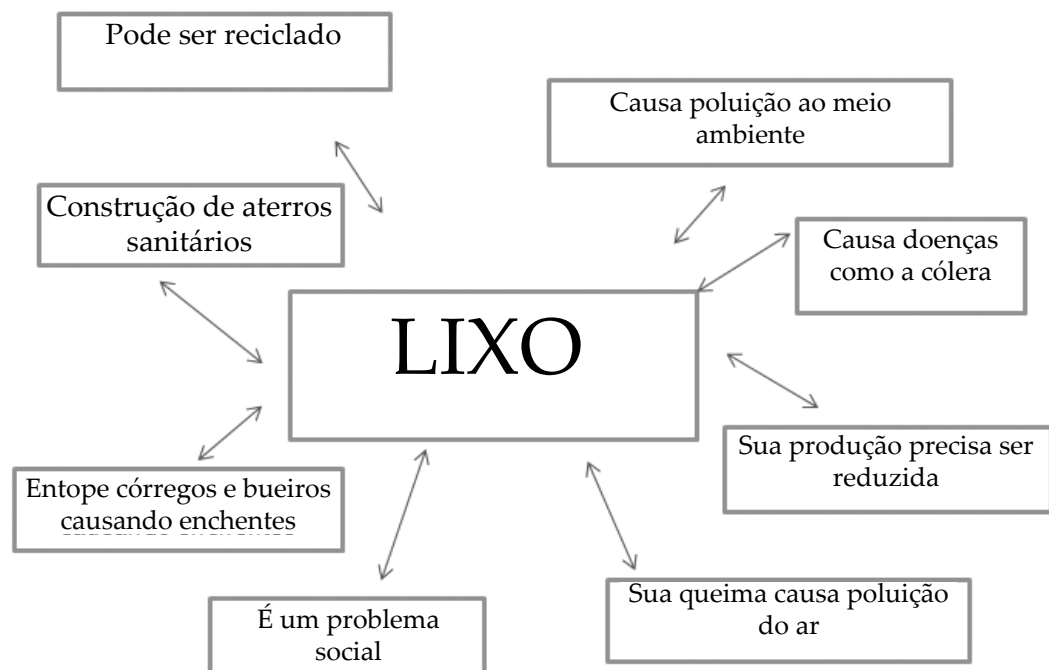 Pode ser reciclado
Causa poluição ao meio
ambiente
Construção de aterros
sanitários
Causa doenças
como a cólera
LIXO
Sua produção precisa ser
reduzida
Entope córregos e bueiros
causando enchentes
Sua queima causa poluição
do ar
É um problema
social